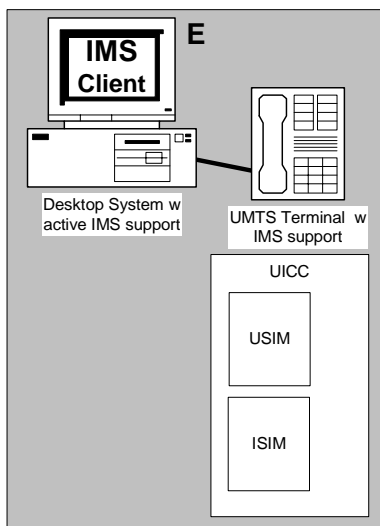 IMS
Client
E
Desktop System w
active IMS support
UMTS Terminal w
IMS support
UICC
USIM
ISIM